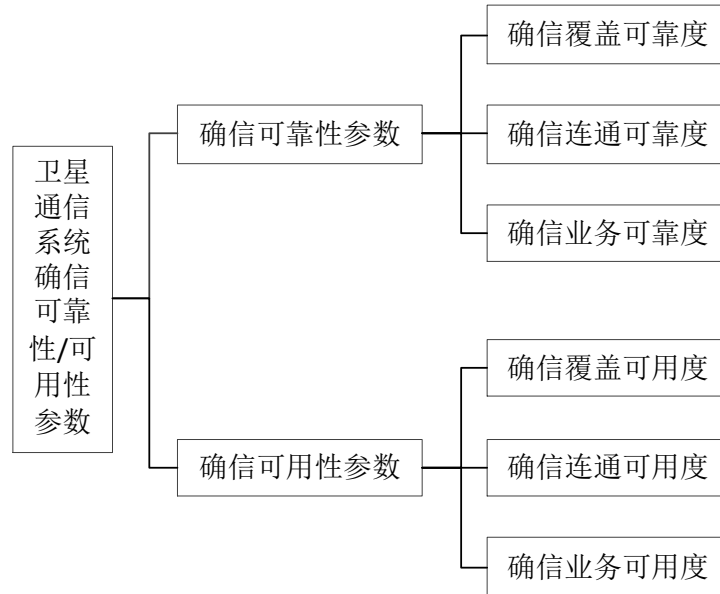 卫星
通信
系统
确信
可靠
性/可
用性
参数
确信可靠性参数
确信覆盖可靠度
确信连通可靠度
确信业务可靠度
确信可用性参数
确信覆盖可用度
确信连通可用度
确信业务可用度